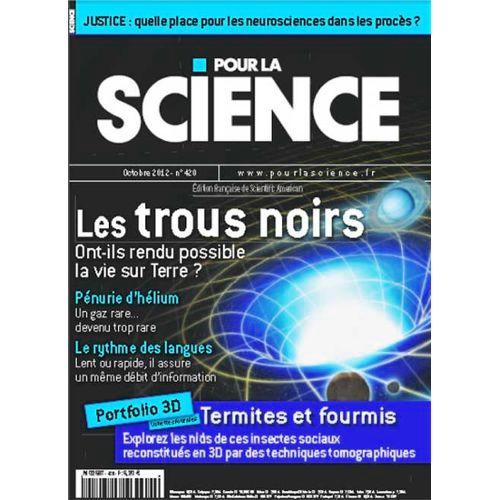 SCIENCE
JUSTICE : quelle place pour les neurosciences dans les procès ?
POUR LA
SCIENCE
Octobre 2012 - n° 420
www.pourlascience.fr
Édition française de Scientific American
Les trous noirs
Ont-ils rendu possible
la vie sur Terre ?
Pénurie d'hélium
Un gaz rare...
devenu trop rare
Le rythme des langues
Lent ou rapide, il assure
un même débit d'information
Portfolio 3D
Termites et fourmis
Explorez les nids de ces insectes sociaux
reconstitués en 3D par des techniques tomographiques